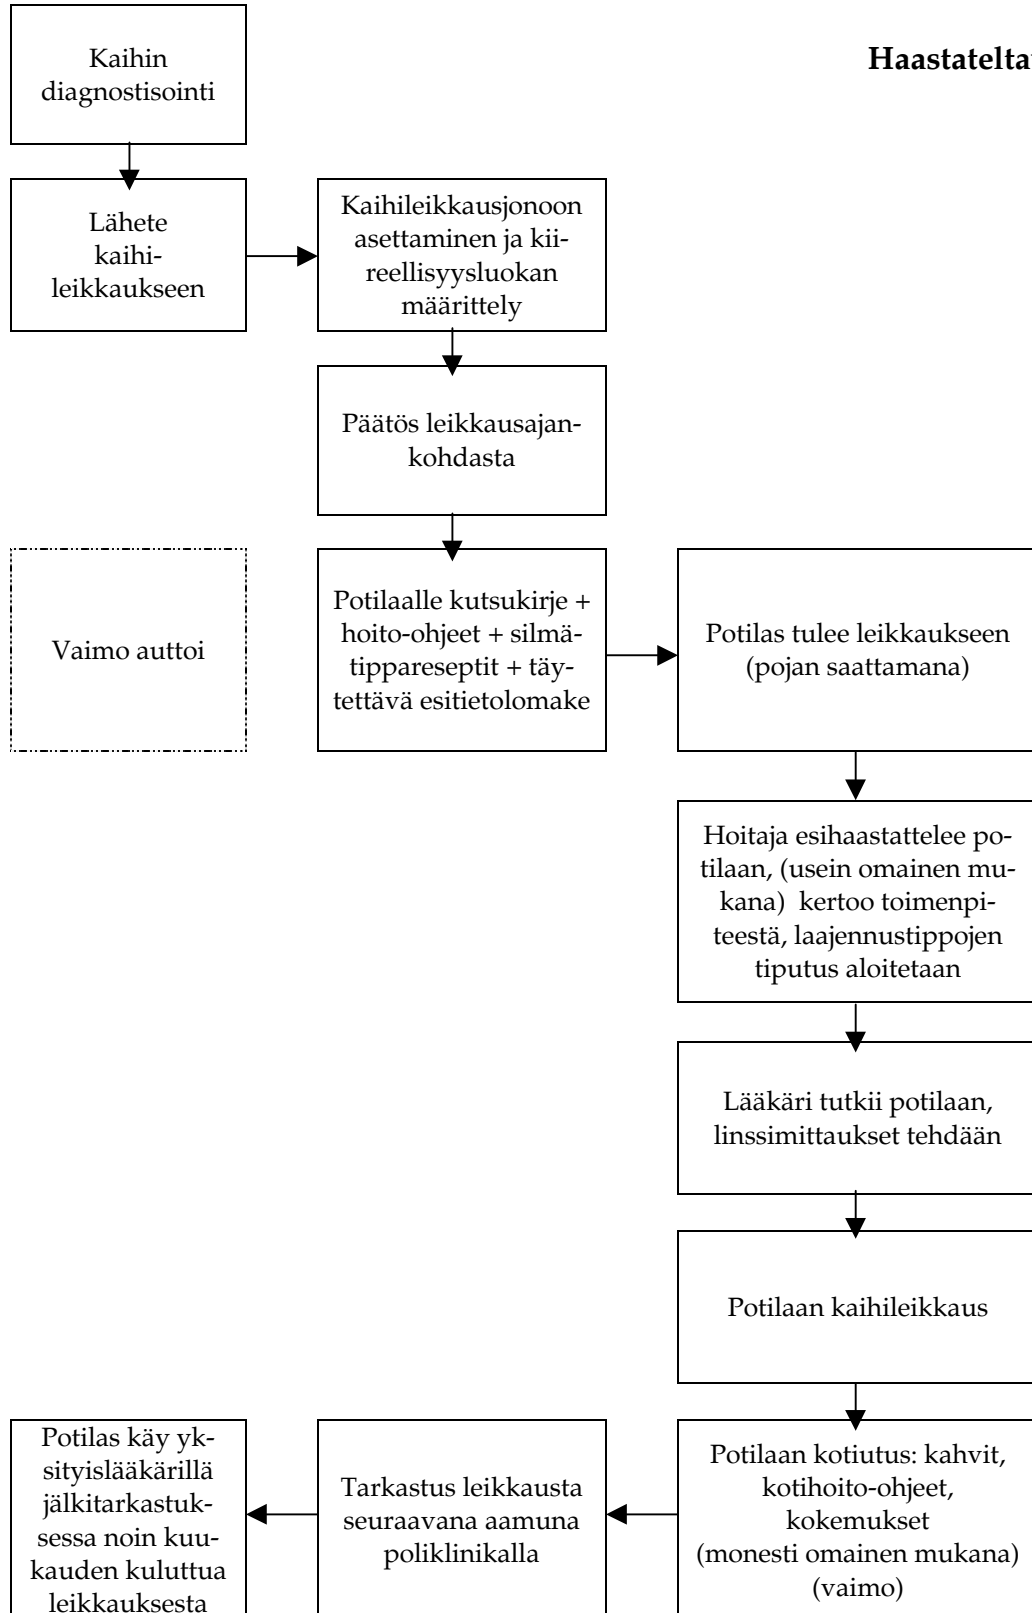 Kaihin
diagnostisointi
Haastatelta
Lähete
kaihi-
leikkaukseen
Kaihileikkausjonoon
asettaminen ja kii-
reellisyysluokan
määrittely
Päätös leikkausajan-
kohdasta
Vaimo auttoi
Potilaalle kutsukirje +
hoito-ohjeet + silmä-
tippareseptit + täy-
tettävä esitietolomake
Potilas tulee leikkaukseen
(pojan saattamana)
Hoitaja esihaastattelee po-
tilaan, (usein omainen mu-
kana) kertoo toimenpi-
teestä, laajennustippojen
tiputus aloitetaan
Lääkäri tutkii potilaan,
linssimittaukset tehdään
Potilaan kaihileikkaus
Potilaan kotiutus: kahvit,
kotihoito-ohjeet,
kokemukset
(monesti omainen mukana)
(vaimo)
Tarkastus leikkausta
seuraavana aamuna
poliklinikalla
Potilas käy yk-
sityislääkärillä
jälkitarkastuk-
sessa noin kuu-
kauden kuluttua
leikkauksesta